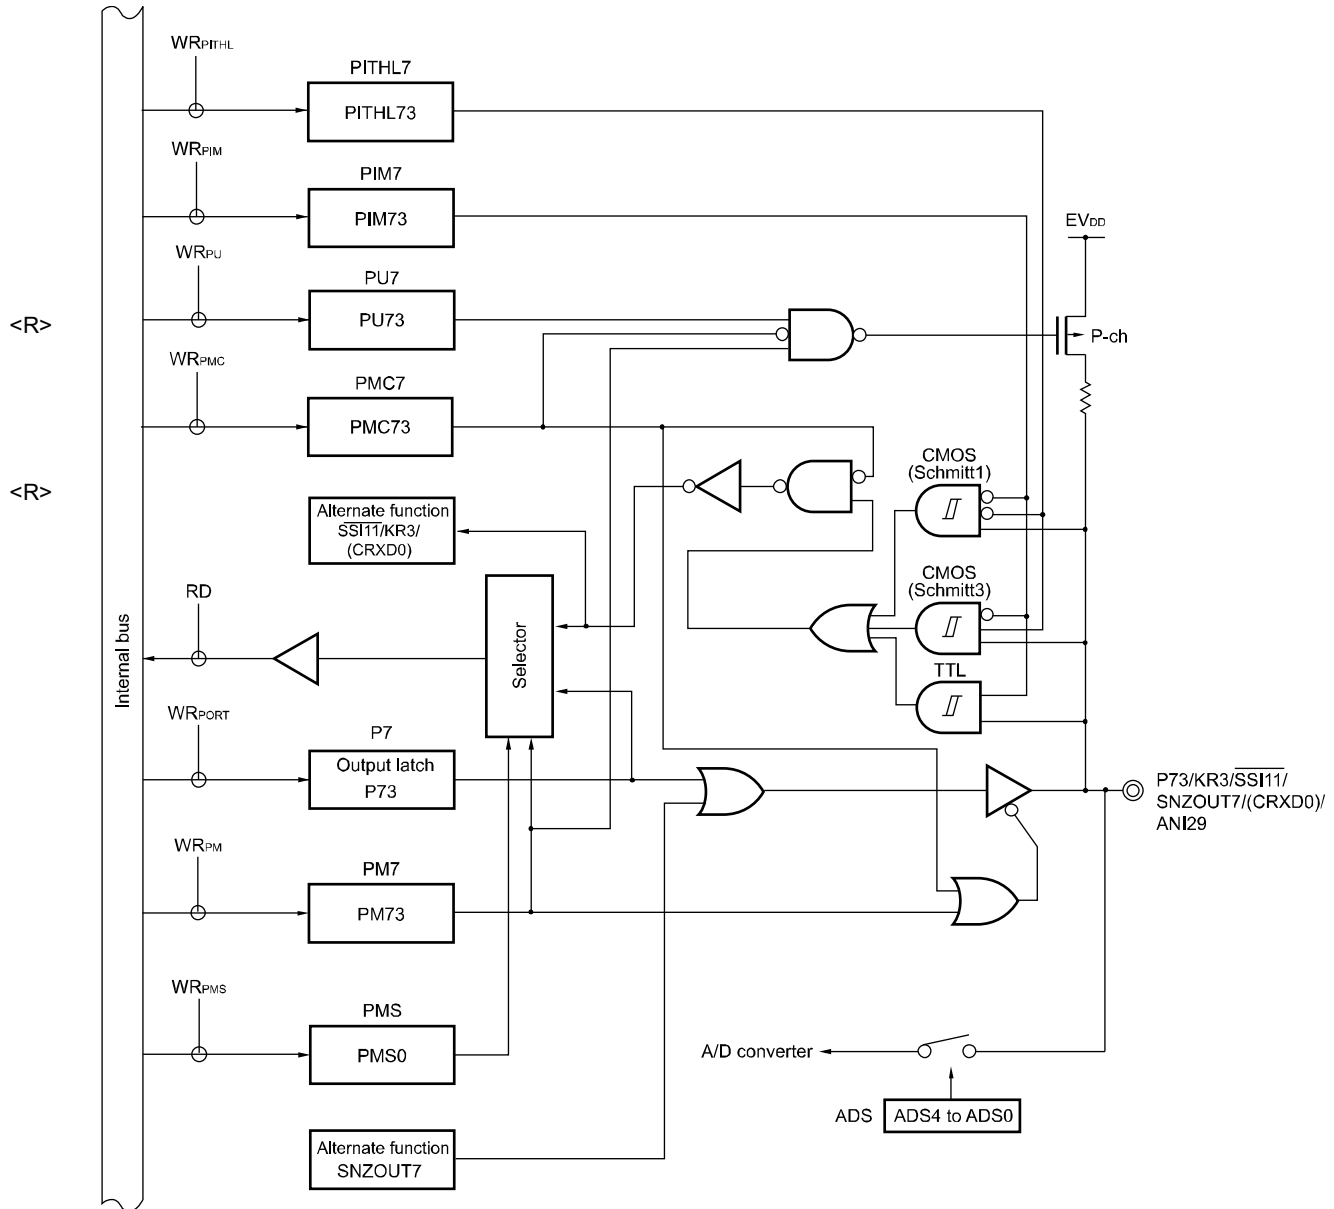 WRPITHL
PITHL7
PITHL73
WRPIM
PIM7
PIM73
EVDD
WRPU
PU7
<R>
PU73
P-ch
WRPMC
PMC7
PMC73
CMOS
(Schmitt1)
<R>
Alternate function
SSI11/KR3/
(CRXD0)
CMOS
(Schmitt3)
RD
Internal bus
Selector
TTL
WRPORT
P7
Output latch
P73
P73/KR3/SSI11/
SNZOUT7/(CRXD0)/
ANI29
WRPM
PM7
PM73
WRPMS
PMS
PMS0
A/D converter
ADS
ADS4 to ADS0
Alternate function
SNZOUT7